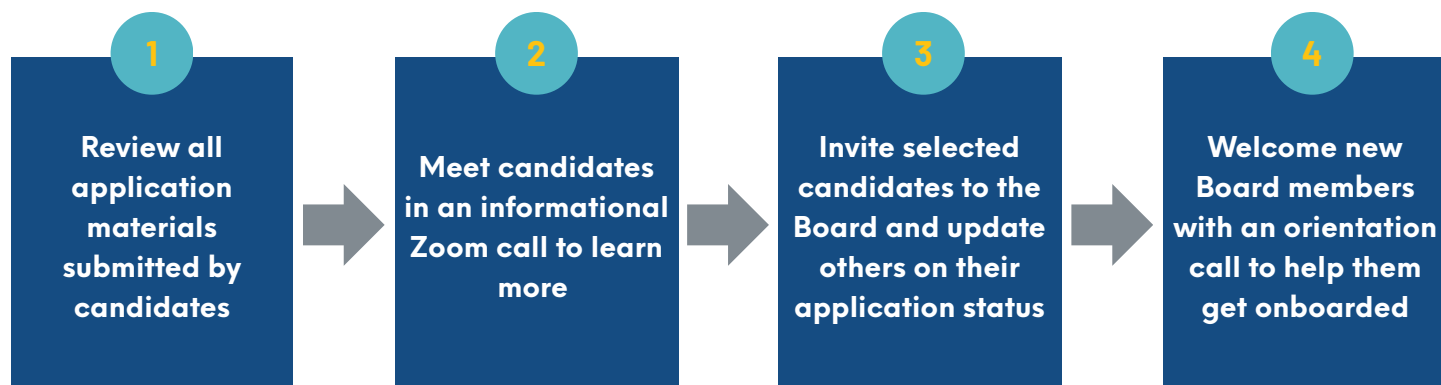 1
Review all
application
materials
submitted by
candidates
2
Meet candidates
in an informational
Zoom call to learn
more
3
Invite selected
candidates to the
Board and update
others on their
application status
4
Welcome new
Board members
with an orientation
call to help them
get onboarded